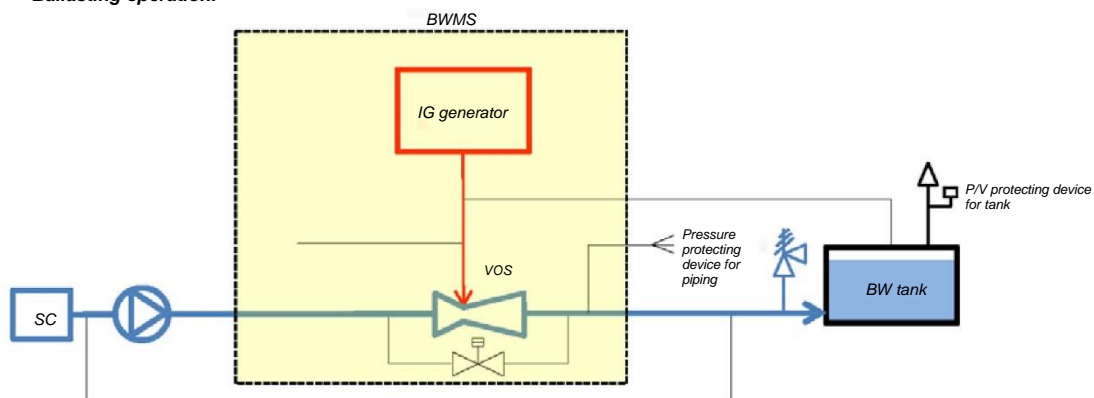 Ballasting operation:
BWMS
IG generator
P/V protecting device
for tank
Pressure
protecting
device for
piping
VOS
BW tank
SC